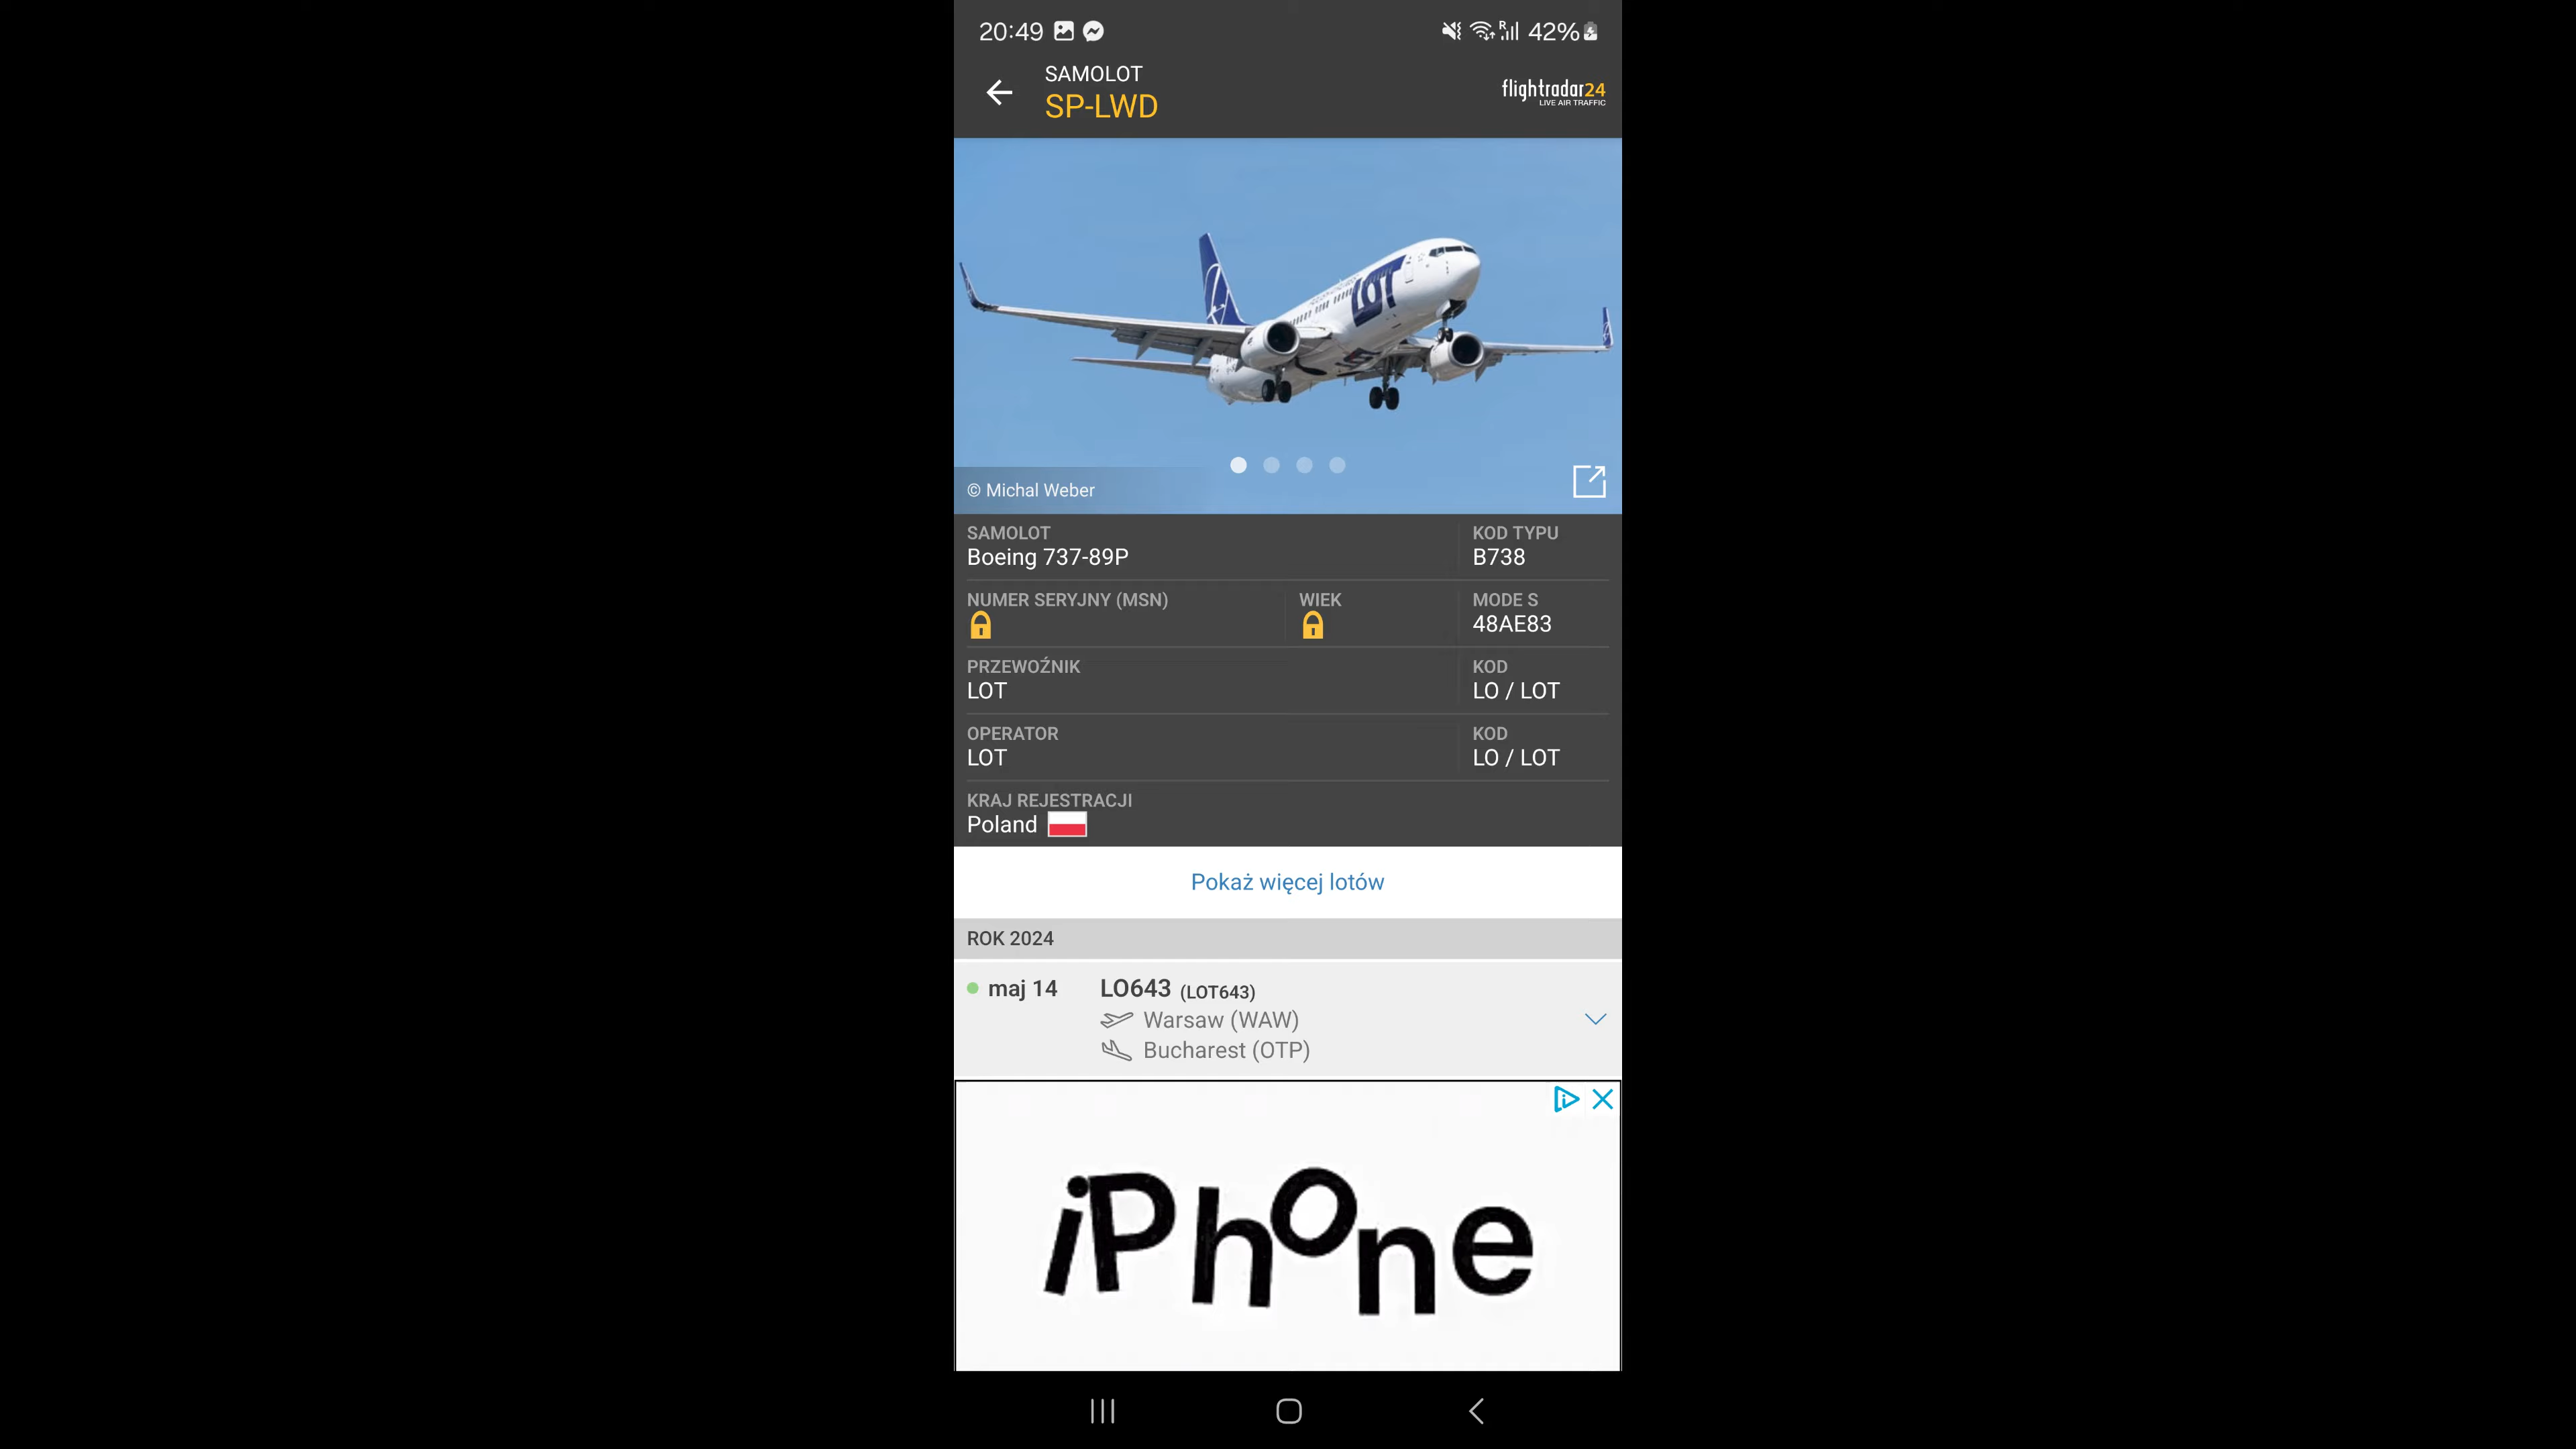 20:49
42%
SAMOLOT
SP-LWD
flightradar24
LIVE AIR TRAFFIC
LOT
© Michal Weber
SAMOLOT
Boeing 737-89P
KOD TYPU
B738
NUMER SERYJNY (MSN)
WIEK
MODE S
48AE83
PRZEWOŹNIK
LOT
KOD
LO / LOT
OPERATOR
LOT
KOD
LO / LOT
KRAJ REJESTRACJI
Poland
Pokaż więcej lotów
ROK 2024
maj 14
LO643 (LOT643)
Warsaw (WAW)
Bucharest (OTP)
iPhone